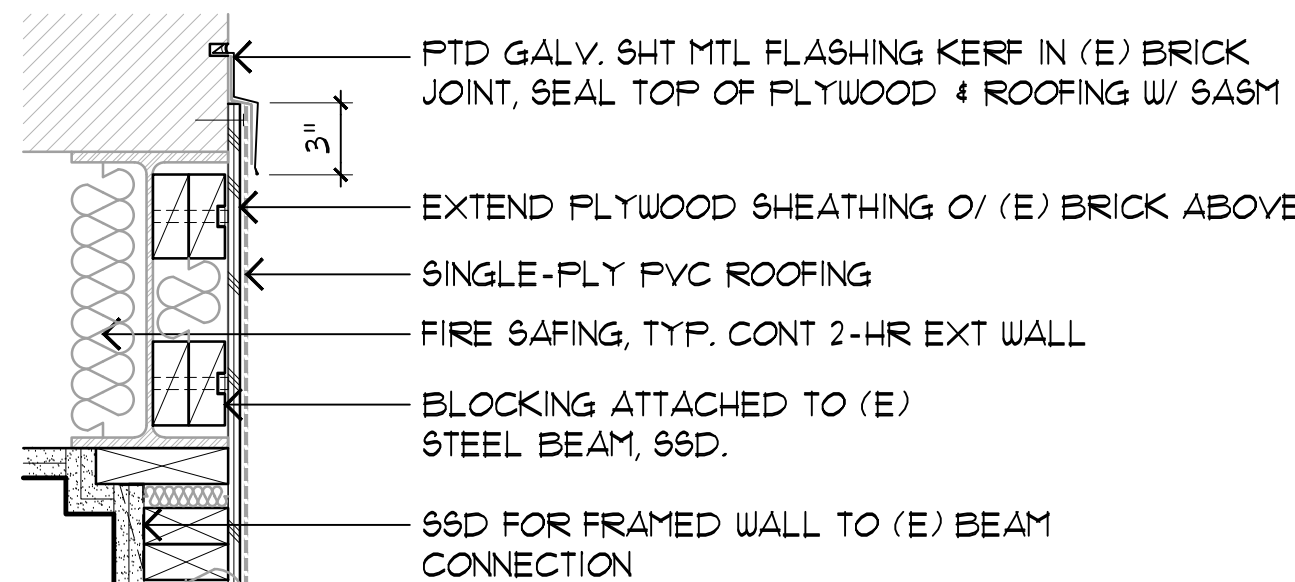 PTD GALV. SHT MTL FLASHING KERF IN (E) BRICK
JOINT, SEAL TOP OF PLYWOOD & ROOFING W/ SASM
3"
EXTEND PLYWOOD SHEATHING O/ (E) BRICK ABOVE
SINGLE-PLY PVC ROOFING
FIRE SAFING, TYP. CONT 2-HR EXT WALL
BLOCKING ATTACHED TO (E)
STEEL BEAM, SSD.
SSD FOR FRAMED WALL TO (E) BEAM
CONNECTION